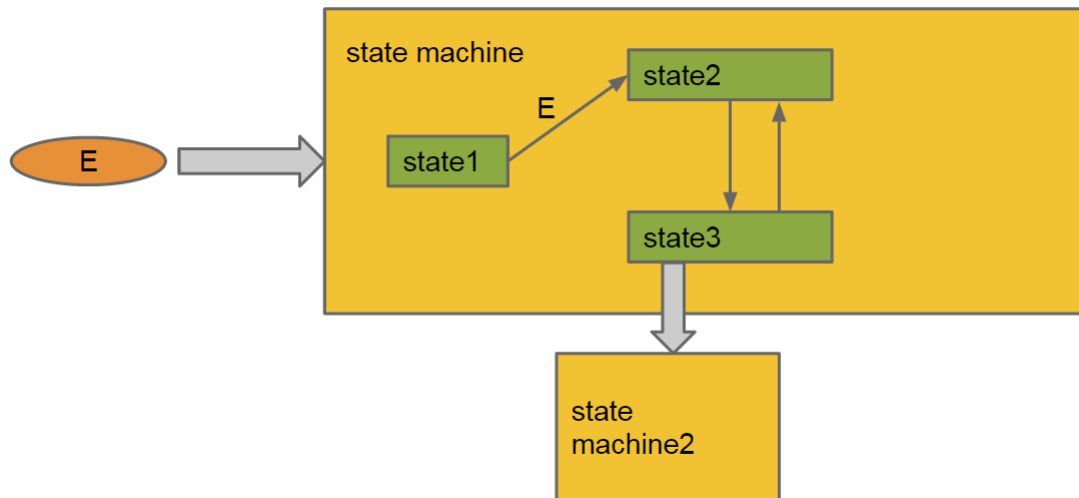 state machine
state2
E
E
state1
state3
state
machine2